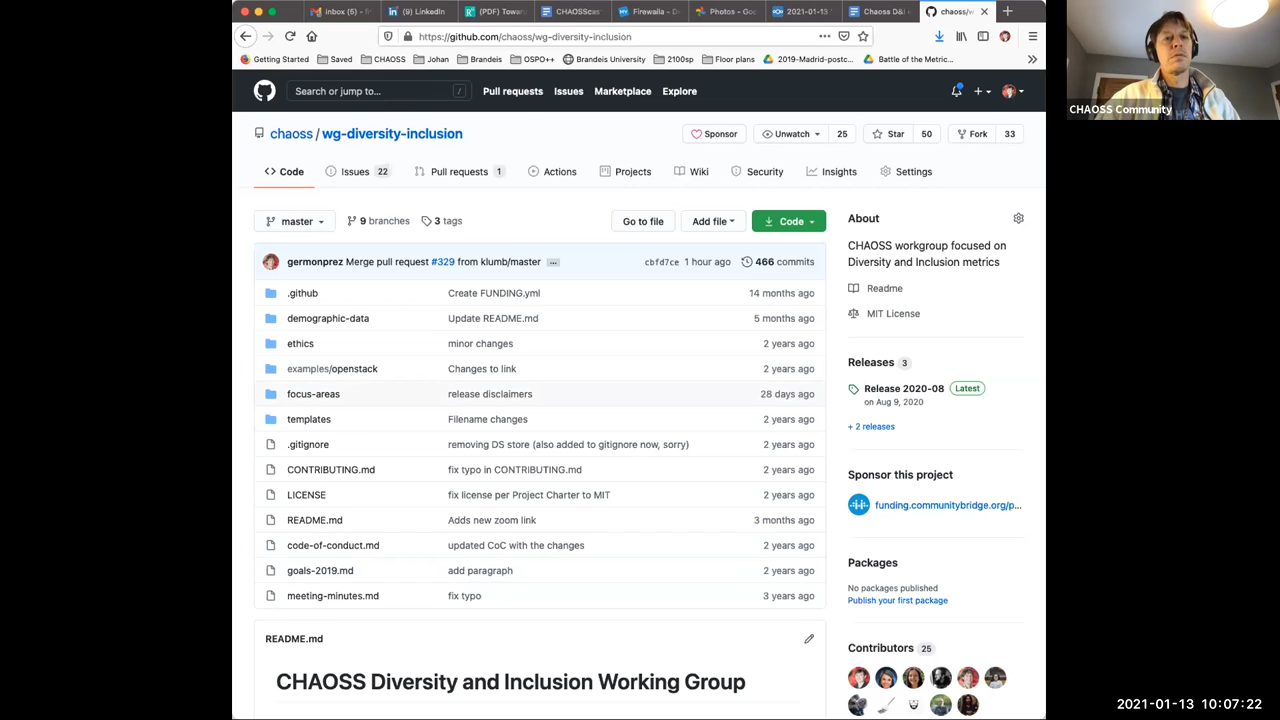 inbox (5) - f
(9) LinkedIn
(PDF) Towar
CHAOSScas
Firewalla - D
Photos - Goo
2021-01-13
Chaoss D&I
chaoss/w
https://github.com/chaoss/wg-diversity-inclusion
Getting Started
Saved
CHAOSS
Johan
Brandeis
OSPO++
Brandeis University
2100sp
Floor plans
2019-Madrid-postc...
Battle of the Metric...
Search or jump to...
/
Pull requests
Issues
Marketplace
Explore
CHAOSS Community
chaoss / wg-diversity-inclusion
Sponsor
Unwatch
25
Star
50
Fork
33
Code
Issues 22
Pull requests 1
Actions
Projects
Wiki
Security
Insights
Settings
master
9 branches
3 tags
Go to file
Add file
Code
germonprez Merge pull request #329 from klumb/master ... cbfd7ce 1 hour ago 466 commits
.github Create FUNDING.yml 14 months ago
demographic-data Update README.md 5 months ago
ethics minor changes 2 years ago
examples/openstack Changes to link 2 years ago
focus-areas release disclaimers 28 days ago
templates Filename changes 2 years ago
.gitignore removing DS store (also added to gitignore now, sorry) 2 years ago
CONTRIBUTING.md fix typo in CONTRIBUTING.md 2 years ago
LICENSE fix license per Project Charter to MIT 2 years ago
README.md Adds new zoom link 3 months ago
code-of-conduct.md updated CoC with the changes 2 years ago
goals-2019.md add paragraph 2 years ago
meeting-minutes.md fix typo 3 years ago
README.md
CHAOSS Diversity and Inclusion Working Group
About
CHAOSS workgroup focused on
Diversity and Inclusion metrics
Readme
MIT License
Releases 3
Release 2020-08 Latest
on Aug 9, 2020
+ 2 releases
Sponsor this project
funding.communitybridge.org/p...
Packages
No packages published
Publish your first package
Contributors 25
2021-01-13 10:07:22